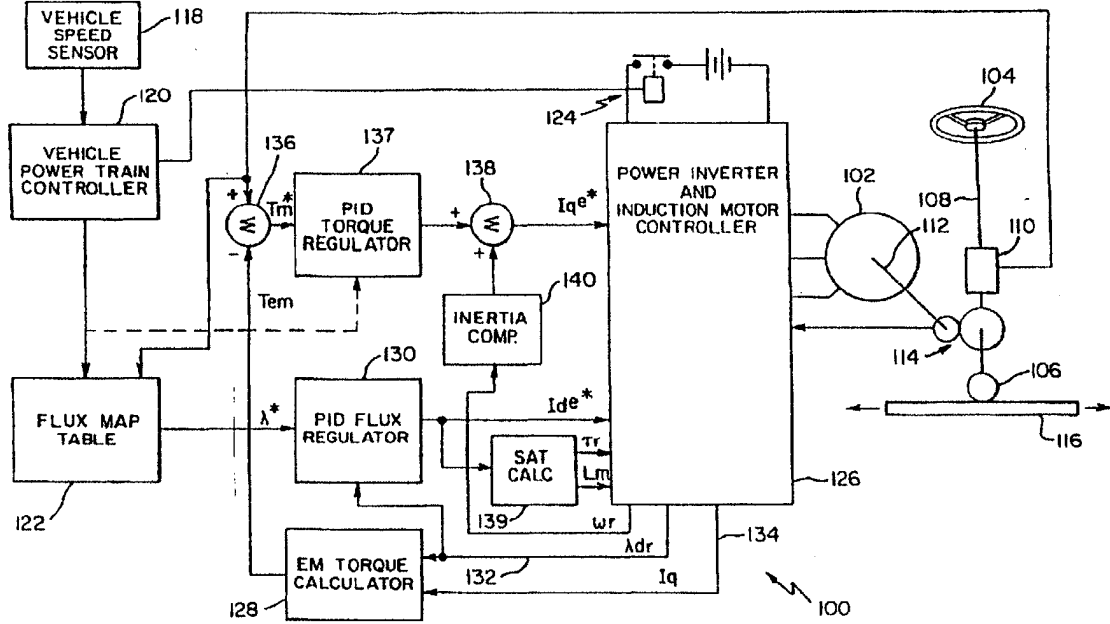 VEHICLE
SPEED
SENSOR
118
120
VEHICLE
POWER TRAIN
CONTROLLER
124
104
136
137
138
+
Tm*
-
PID
TORQUE
REGULATOR
+
+
Iqe*
POWER INVERTER
AND
INDUCTION MOTOR
CONTROLLER
102
108
112
110
Tem
140
INERTIA
COMP.
114
106
130
FLUX MAP
TABLE
122
λ*
PID FLUX
REGULATOR
Ide*
SAT
CALC
139
τr
Lm
116
126
ωr
λdr
132
134
Iq
EM TORQUE
CALCULATOR
128
100